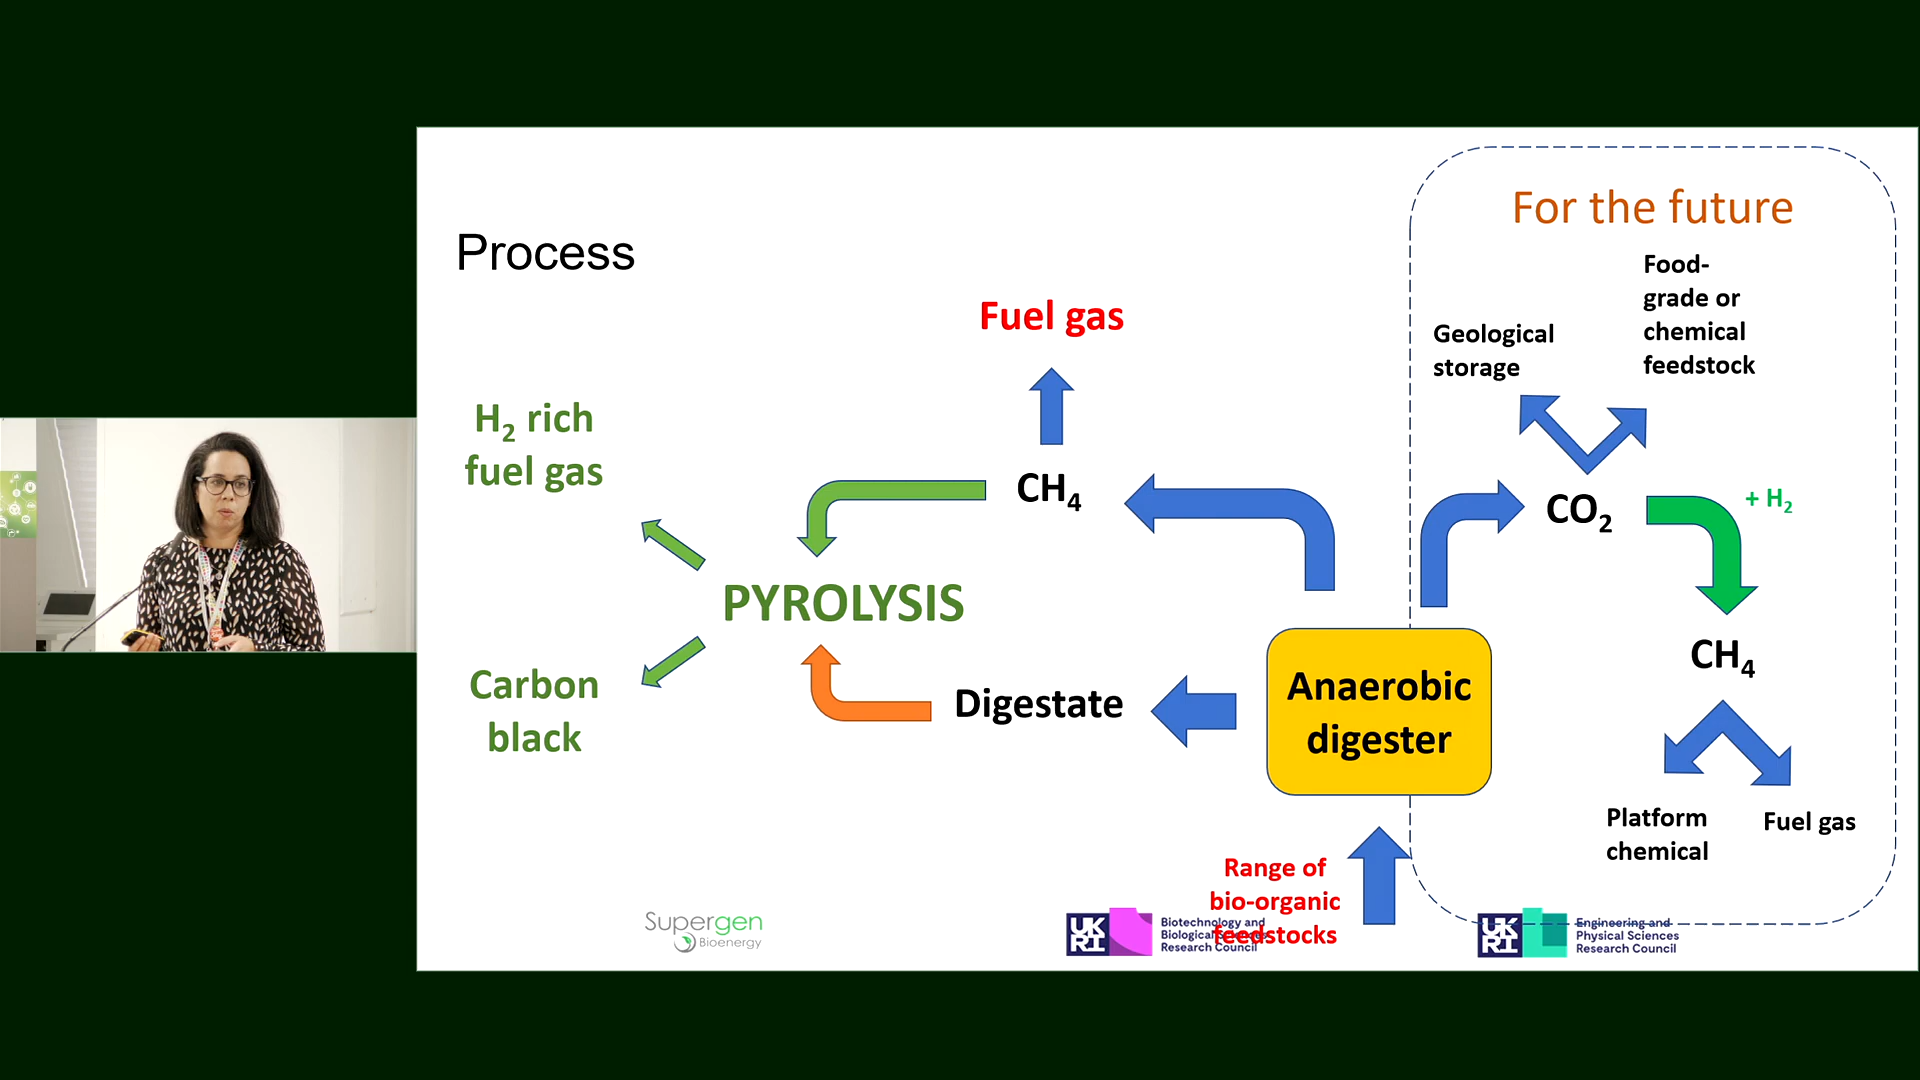 Process
For the future
Food-
grade or
chemical
feedstock
Geological
storage
Fuel gas
H₂ rich
fuel gas
CH₄
CO₂
+ H₂
PYROLYSIS
CH₄
Carbon
black
Digestate
Anaerobic
digester
Platform
chemical
Fuel gas
Range of
bio-organic
feedstocks
Supergen
Bioenergy
UK
RI
Biotechnology and
Biological Sciences
Research Council
UK
RI
Engineering and
Physical Sciences
Research Council